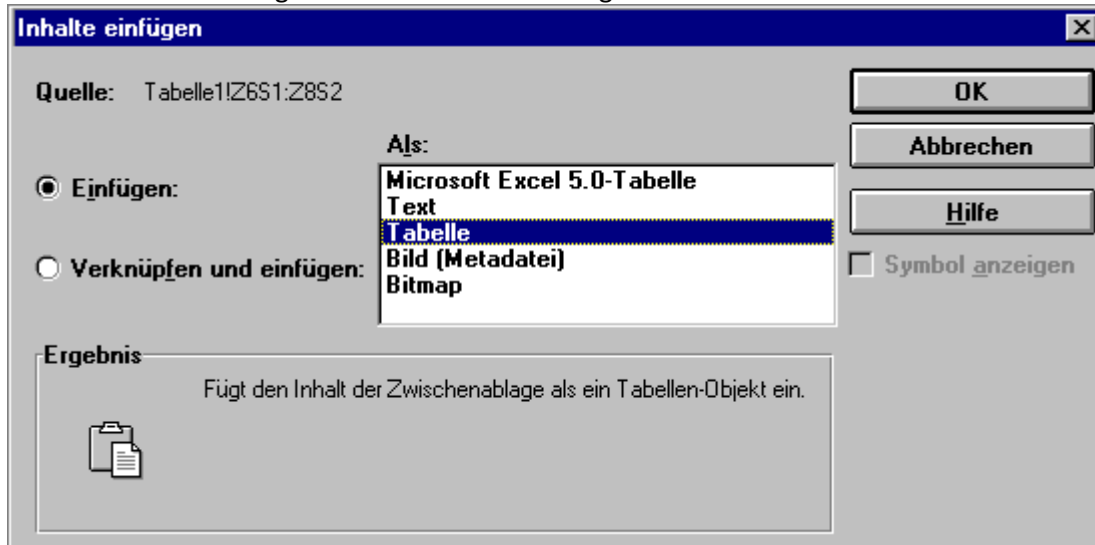 Inhalte einfügen
Quelle: Tabelle1!Z6S1:Z8S2
OK
Abbrechen
Hilfe
Symbol anzeigen
Einfügen:
Verknüpfen und einfügen:
Als:
Microsoft Excel 5.0-Tabelle
Text
Tabelle
Bild (Metadatei)
Bitmap
Ergebnis
Fügt den Inhalt der Zwischenablage als ein Tabellen-Objekt ein.